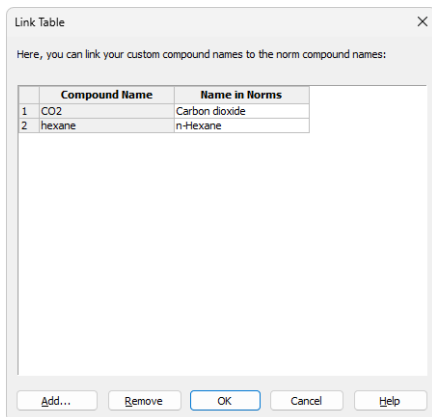 Link Table
Here, you can link your custom compound names to the norm compound names:
Compound Name Name in Norms
1 CO2 Carbon dioxide
2 hexane n-Hexane
Add... Remove OK Cancel Help